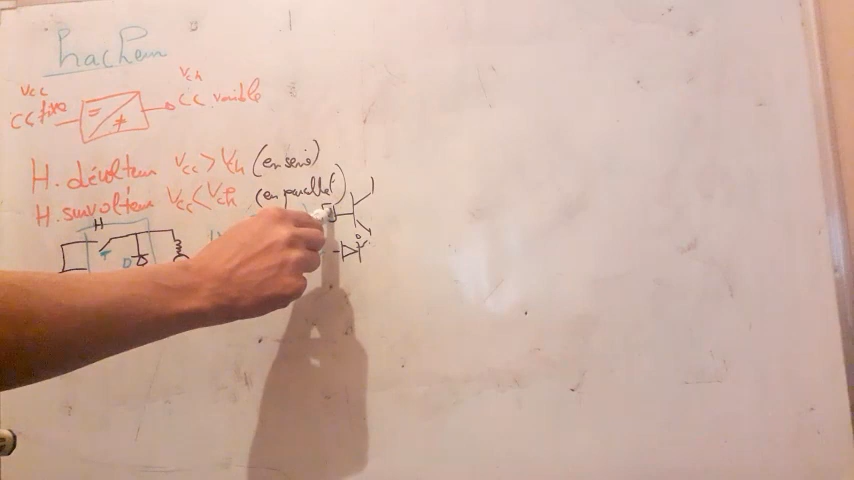 hacheur
Vcc Vch
CC fixe = ≠ CC variable
H. dévolteur Vcc > Vch (en serie)
H. survolteur Vcc < Vch (en parallel)
H
T D